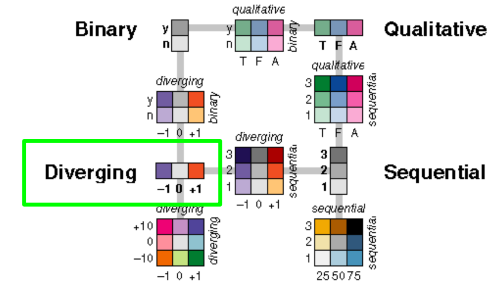 qualitative
Binary
Qualitative
y
n
y
n
binary
T F A
T F A
qualitative
diverging
3
2
1
sequential
y
n
binary
T F A
-1 0 +1
diverging
Diverging
Sequential
-1 0 +1
3
2
1
sequential
3
2
1
-1 0 +1
diverging
sequential
+10
0
-10
diverging
3
2
1
sequential
-1 0 +1
25 50 75